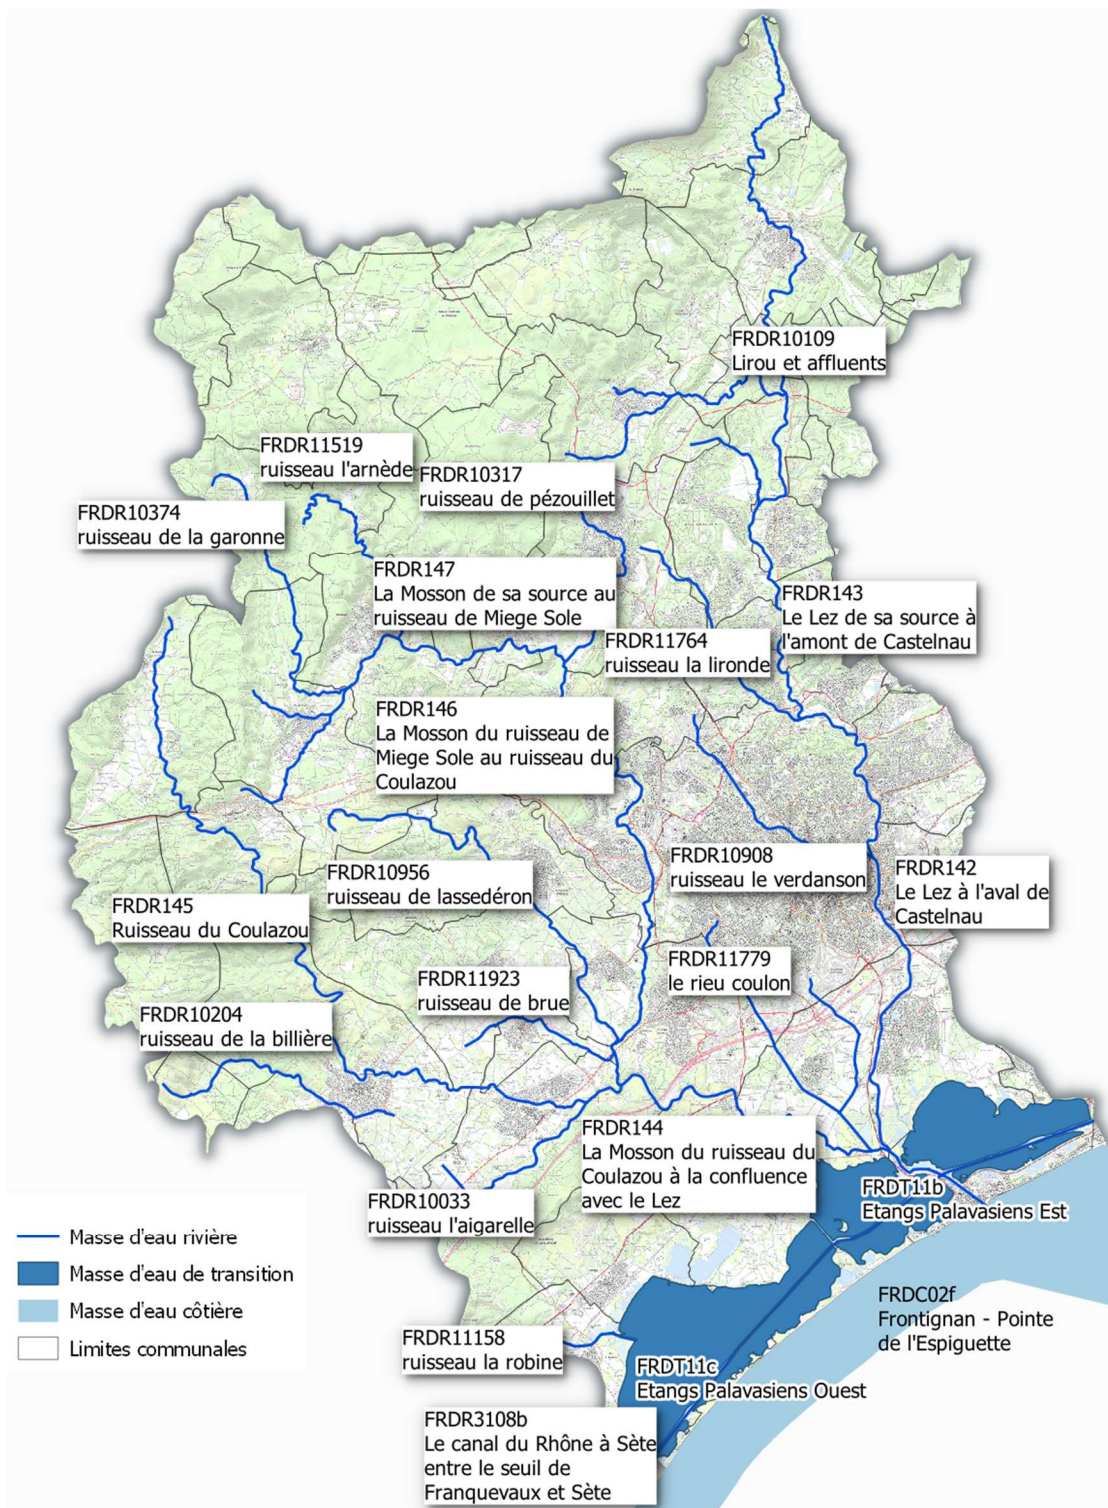 FRDR10109
Lirou et affluents
FRDR11519
ruisseau l'arnède
FRDR10317
ruisseau de pézouillet
FRDR10374
ruisseau de la garonne
FRDR147
La Mosson de sa source au
ruisseau de Miege Sole
FRDR143
Le Lez de sa source à
l'amont de Castelnau
FRDR11764
ruisseau la lironde
FRDR146
La Mosson du ruisseau de
Miege Sole au ruisseau du
Coulazou
FRDR10908
ruisseau le verdanson
FRDR142
Le Lez à l'aval de
Castelnau
FRDR10956
ruisseau de lassedéron
FRDR145
Ruisseau du Coulazou
FRDR11779
le rieu coulon
FRDR11923
ruisseau de brue
FRDR10204
ruisseau de la billière
FRDR144
La Mosson du ruisseau du
Coulazou à la confluence
avec le Lez
FRDR10033
ruisseau l'aigarelle
FRDT11b
Etangs Palavasiens Est
Masse d'eau rivière
Masse d'eau de transition
Masse d'eau côtière
Limites communales
FRDC02f
Frontignan - Pointe
de l'Espiguette
FRDR11158
ruisseau la robine
FRDT11c
Etangs Palavasiens Ouest
FRDR3108b
Le canal du Rhône à Sète
entre le seuil de
Franquevaux et Sète